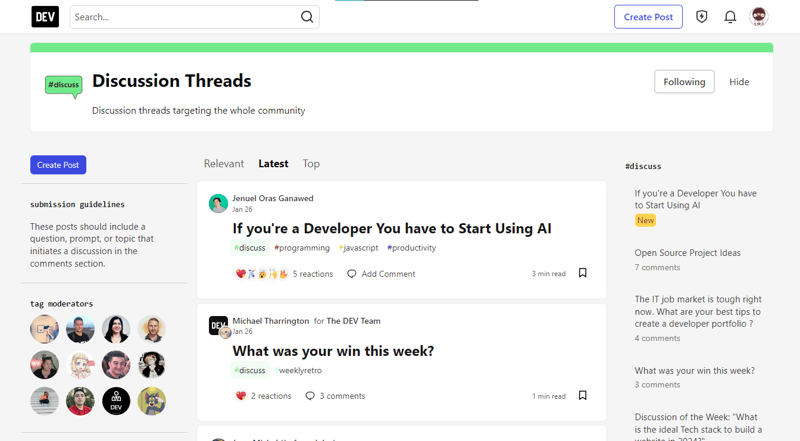 DEV
Search...
Create Post
#discuss
Discussion Threads
Following
Hide
Discussion threads targeting the whole community
Create Post
submission guidelines
These posts should include a
question, prompt, or topic that
initiates a discussion in the
comments section.
tag moderators
DEV
Relevant
Latest
Top
Jenuel Oras Ganawed
Jan 26
If you're a Developer You have to Start Using AI
#discuss #programming #javascript #productivity
5 reactions
Add Comment
3 min read
DEV
Michael Tharrington for The DEV Team
Jan 26
What was your win this week?
#discuss #weeklyretro
2 reactions
3 comments
1 min read
#discuss
If you're a Developer You have
to Start Using AI
New
Open Source Project Ideas
7 comments
The IT job market is tough right
now. What are your best tips to
create a developer portfolio ?
4 comments
What was your win this week?
3 comments
Discussion of the Week: "What
is the ideal Tech stack to build a
website in 2024?"